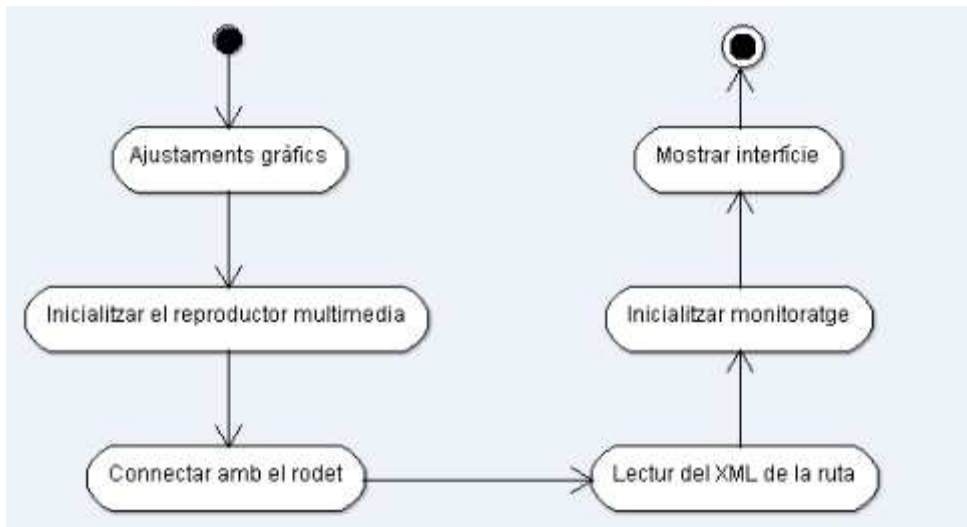 Ajustaments gràfics
Inicialitzar el reproductor multimedia
Connectar amb el rodet
Lectur del XML de la ruta
Inicialitzar monitoratge
Mostrar interfície